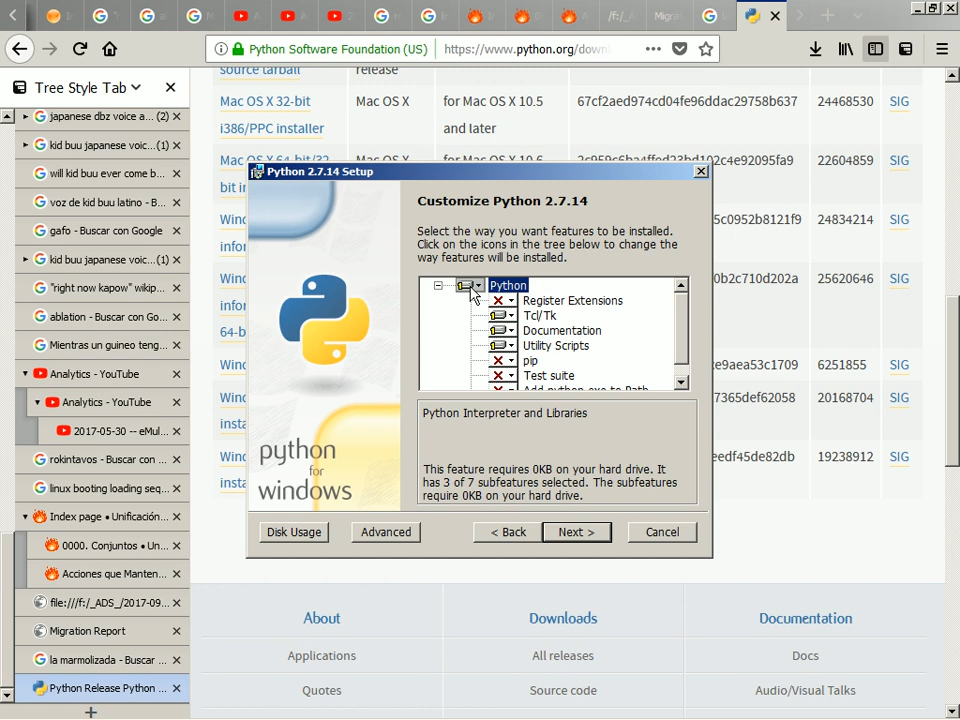 Python Software Foundation (US)
https://www.python.org/down
Tree Style Tab
japanese dbz voice a... (2)
kid buu japanese voic... (1)
will kid buu ever come b...
voz de kid buu latino - B...
gafo - Buscar con Google
kid buu japanese voic... (1)
"right now kapow" wikip...
ablation - Buscar con Go...
Mientras un guineo teng...
Analytics - YouTube
Analytics - YouTube
2017-05-30 -- eMul...
rokintavos - Buscar con ...
linux booting loading seq...
Index page • Unificación...
0000. Conjuntos • Un...
Acciones que Manten...
file:///f:/_ADS_/2017-09...
Migration Report
la marmolizada - Buscar ...
Python Release Python ...
source tarball
release
Mac OS X 32-bit
i386/PPC installer
Mac OS X
for Mac OS X 10.5
and later
67cf2aed974cd04fe96ddac29758b637
24468530
SIG
22604859
SIG
5c0952b8121f9
24834214
SIG
0b2c710d202a
25620646
SIG
64-b
6251855
SIG
7365def62058
20168704
SIG
eedf45de82db
19238912
SIG
Python 2.7.14 Setup
Customize Python 2.7.14
Select the way you want features to be installed.
Click on the icons in the tree below to change the
way features will be installed.
Python
Register Extensions
Tcl/Tk
Documentation
Utility Scripts
pip
Test suite
Add python.exe to Path
Python Interpreter and Libraries
This feature requires 0KB on your hard drive. It
has 3 of 7 subfeatures selected. The subfeatures
require 0KB on your hard drive.
python
for
windows
Disk Usage
Advanced
< Back
Next >
Cancel
About
Downloads
Documentation
Applications
All releases
Docs
Quotes
Source code
Audio/Visual Talks